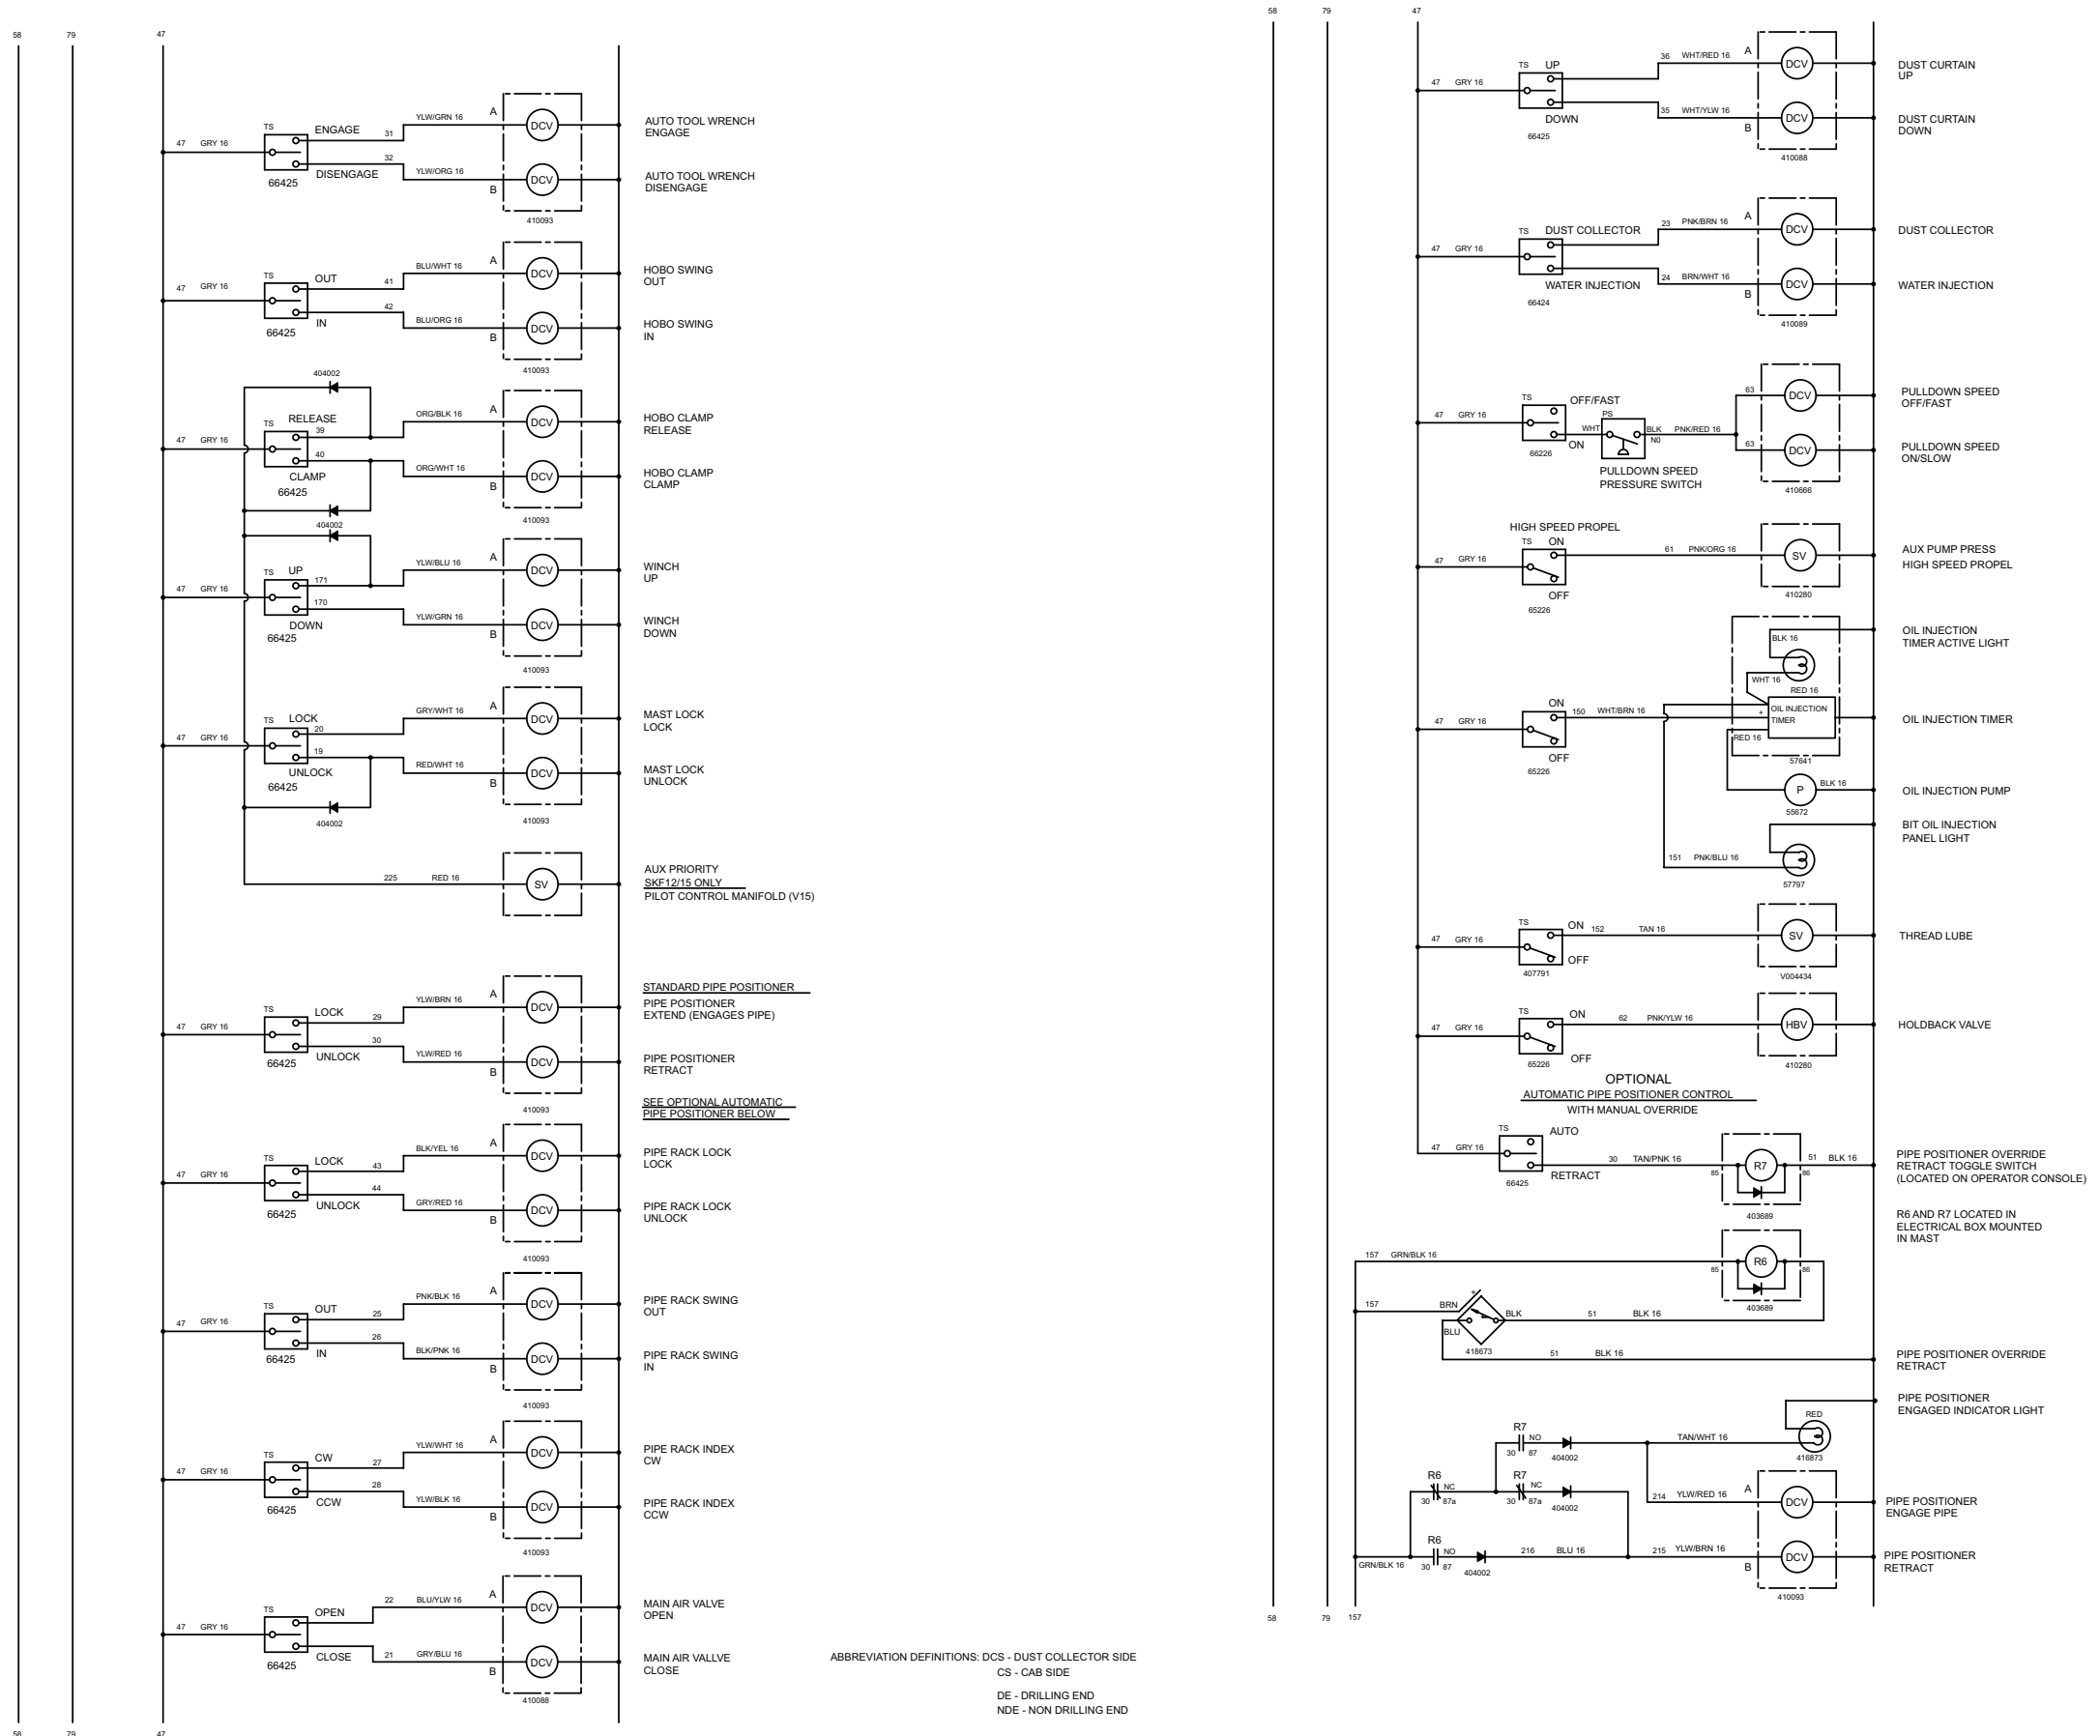 58 79 47
TS ENGAGE 31 YLW/GRN 16 A DCV AUTO TOOL WRENCH
ENGAGE
47 GRY 16
32
DISENGAGE YLW/ORG 16 B DCV AUTO TOOL WRENCH
DISENGAGE
66425
410093
TS OUT 41 BLU/WHT 16 A DCV HOBO SWING
OUT
47 GRY 16
42
IN BLU/ORG 16 B DCV HOBO SWING
IN
66425
410093
404002
TS RELEASE 39 ORG/BLK 16 A DCV HOBO CLAMP
RELEASE
47 GRY 16
40
CLAMP ORG/WHT 16 B DCV HOBO CLAMP
CLAMP
66425
410093
404002
TS UP 171 YLW/BLU 16 A DCV WINCH
UP
47 GRY 16
170
DOWN YLW/GRN 16 B DCV WINCH
DOWN
66425
410093
TS LOCK 20 GRY/WHT 16 A DCV MAST LOCK
LOCK
47 GRY 16
19
UNLOCK RED/WHT 16 B DCV MAST LOCK
UNLOCK
66425
410093
404002
225 RED 16 SV AUX PRIORITY
SKF12/15 ONLY
PILOT CONTROL MANIFOLD (V15)
STANDARD PIPE POSITIONER
TS LOCK 29 YLW/BRN 16 A DCV PIPE POSITIONER
EXTEND (ENGAGES PIPE)
47 GRY 16
30
UNLOCK YLW/RED 16 B DCV PIPE POSITIONER
RETRACT
66425
410093
SEE OPTIONAL AUTOMATIC
PIPE POSITIONER BELOW
TS LOCK 43 BLK/YEL 16 A DCV PIPE RACK LOCK
LOCK
47 GRY 16
44
UNLOCK GRY/RED 16 B DCV PIPE RACK LOCK
UNLOCK
66425
410093
TS OUT 25 PNK/BLK 16 A DCV PIPE RACK SWING
OUT
47 GRY 16
26
IN BLK/PNK 16 B DCV PIPE RACK SWING
IN
66425
410093
TS CW 27 YLW/WHT 16 A DCV PIPE RACK INDEX
CW
47 GRY 16
28
CCW YLW/BLK 16 B DCV PIPE RACK INDEX
CCW
66425
410093
TS OPEN 22 BLU/YLW 16 A DCV MAIN AIR VALVE
OPEN
47 GRY 16
CLOSE 21 GRY/BLU 16 B DCV MAIN AIR VALLVE
CLOSE
66425
410088
58 79 47
ABBREVIATION DEFINITIONS: DCS - DUST COLLECTOR SIDE
CS - CAB SIDE
DE - DRILLING END
NDE - NON DRILLING END
58 79 47
TS UP 36 WHT/RED 16 A DCV DUST CURTAIN
UP
47 GRY 16
35 WHT/YLW 16 B DCV DUST CURTAIN
DOWN
DOWN
66425
410088
TS DUST COLLECTOR 23 PNK/BRN 16 A DCV DUST COLLECTOR
47 GRY 16
WATER INJECTION 24 BRN/WHT 16 B DCV WATER INJECTION
66424
410089
TS OFF/FAST 63 DCV PULLDOWN SPEED
OFF/FAST
47 GRY 16
PS
WHT BLK PNK/RED 16
ON N0
63 DCV PULLDOWN SPEED
ON/SLOW
66226
PULLDOWN SPEED
PRESSURE SWITCH
410666
HIGH SPEED PROPEL
TS ON 61 PNK/ORG 16 SV AUX PUMP PRESS
HIGH SPEED PROPEL
47 GRY 16
OFF
65226
410280
BLK 16
OIL INJECTION
TIMER ACTIVE LIGHT
WHT 16
RED 16
ON
150 WHT/BRN 16 + OIL INJECTION
TIMER
OIL INJECTION TIMER
47 GRY 16
RED 16
OFF
65226
57641
P BLK 16 OIL INJECTION PUMP
55672
BIT OIL INJECTION
PANEL LIGHT
151 PNK/BLU 16
57797
TS ON 152 TAN 16 SV THREAD LUBE
47 GRY 16
OFF
407791
V004434
TS ON 62 PNK/YLW 16 HBV HOLDBACK VALVE
47 GRY 16
OFF
65226
410280
OPTIONAL
AUTOMATIC PIPE POSITIONER CONTROL
WITH MANUAL OVERRIDE
TS AUTO
47 GRY 16
30 TAN/PNK 16 85 R7 86 51 BLK 16
RETRACT
66425
403689
PIPE POSITIONER OVERRIDE
RETRACT TOGGLE SWITCH
(LOCATED ON OPERATOR CONSOLE)
R6 AND R7 LOCATED IN
ELECTRICAL BOX MOUNTED
IN MAST
157 GRN/BLK 16 85 R6 86
403689
157 BRN + BLK 51 BLK 16
BLU
418673
51 BLK 16 PIPE POSITIONER OVERRIDE
RETRACT
PIPE POSITIONER
ENGAGED INDICATOR LIGHT
RED
R7
30 NO 87 404002 TAN/WHT 16
416873
R6 R7
30 NC 87a 30 NC 87a 404002
214 YLW/RED 16 A DCV PIPE POSITIONER
ENGAGE PIPE
R6
GRN/BLK 16 30 NO 87 404002 216 BLU 16 215 YLW/BRN 16 B DCV PIPE POSITIONER
RETRACT
410093
58 79 157